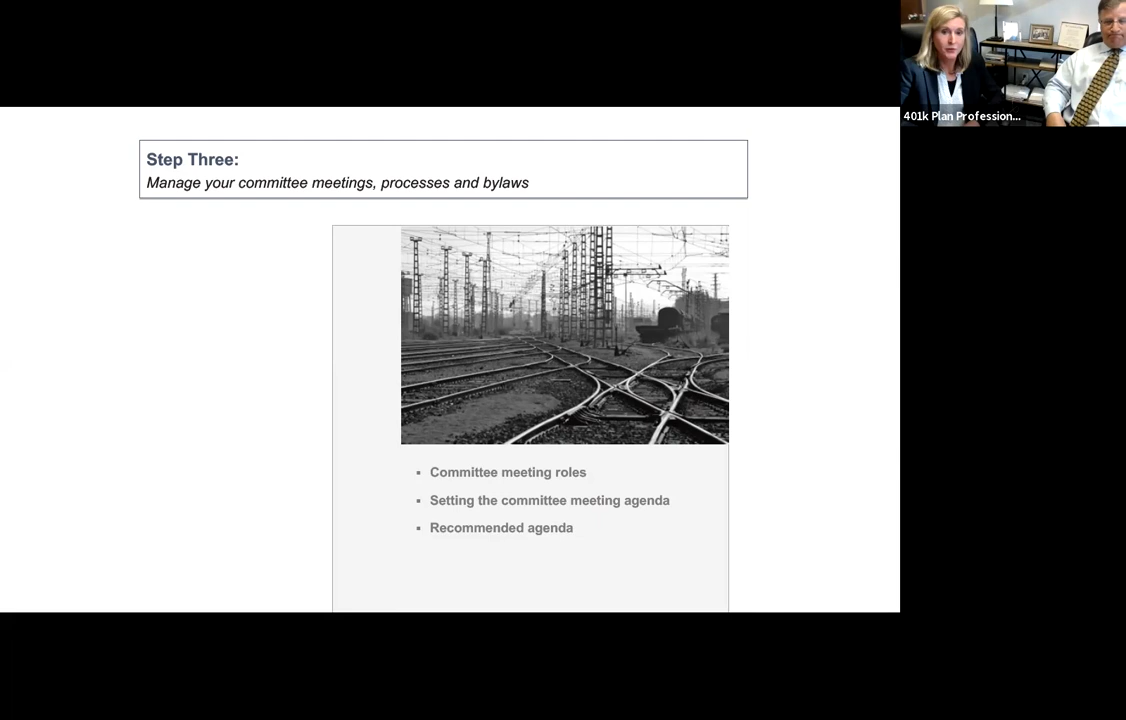 401k Plan Profession...
Step Three:
Manage your committee meetings, processes and bylaws
▪ Committee meeting roles
▪ Setting the committee meeting agenda
▪ Recommended agenda